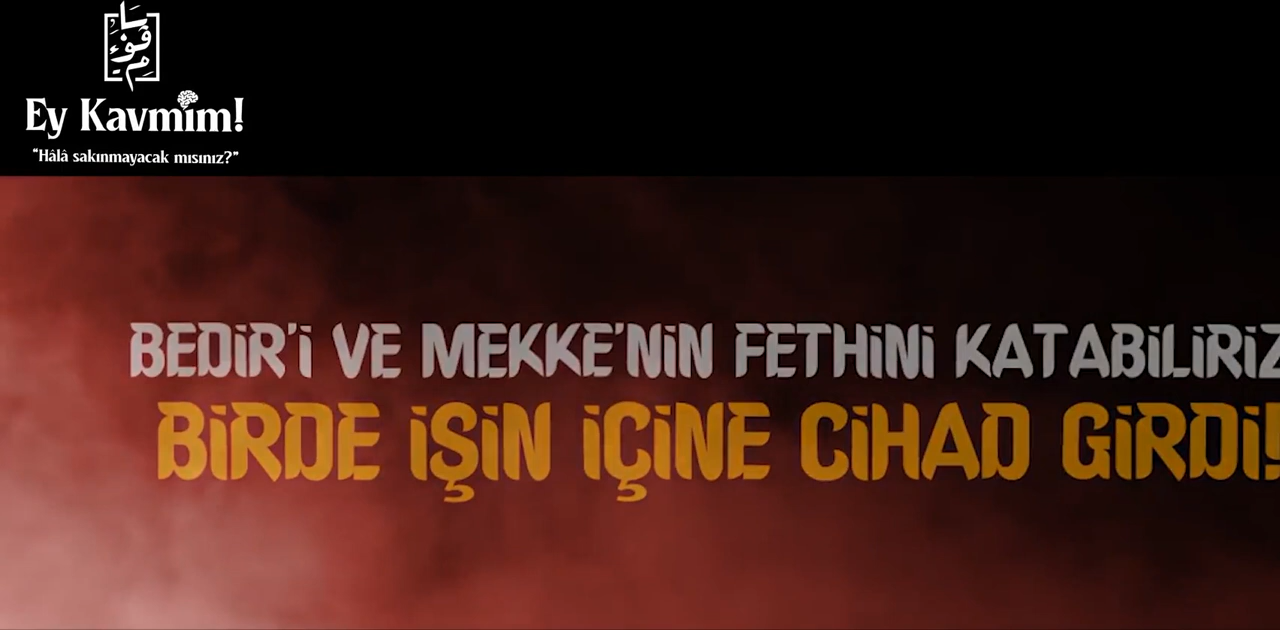 يَا قَوْمِ
Ey Kavmim!
“Hâlâ sakınmayacak mısınız?”
BEDİR'İ VE MEKKE'NİN FETHİNİ KATABİLİRİZ
BİRDE İŞİN İÇİNE CİHAD GİRDİ!